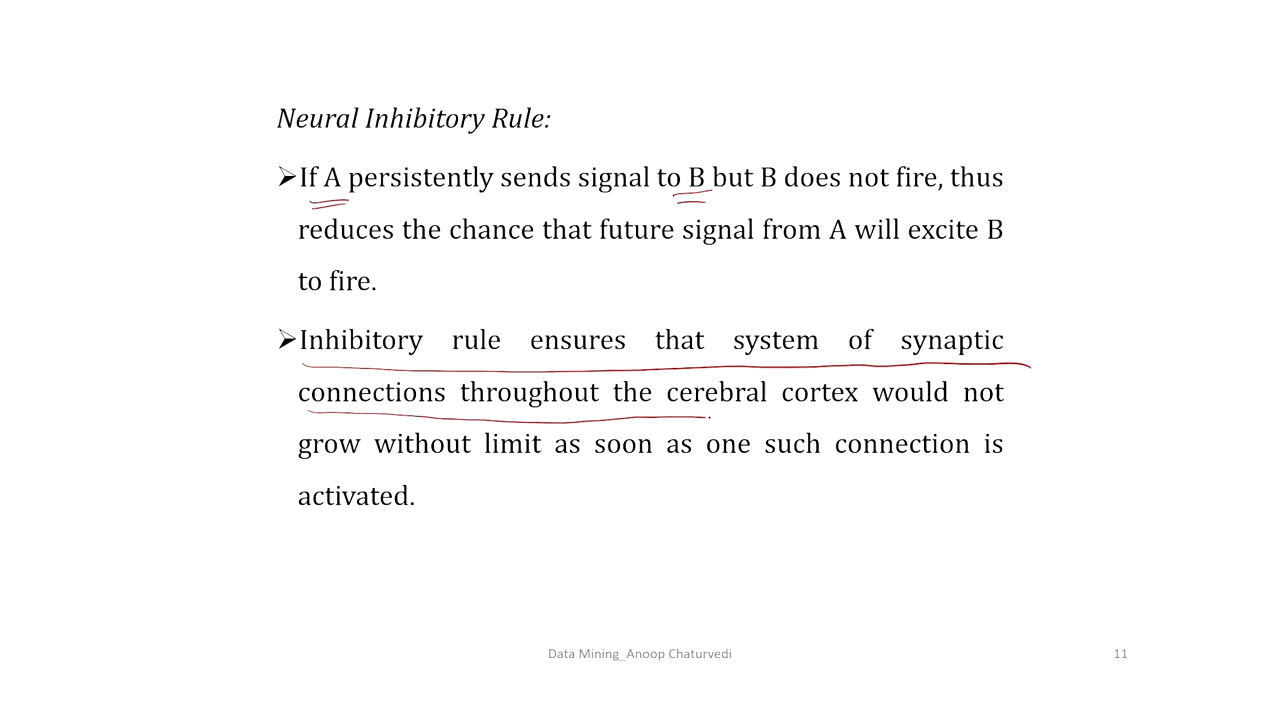 Neural Inhibitory Rule:
➢If A persistently sends signal to B but B does not fire, thus
reduces the chance that future signal from A will excite B
to fire.
➢Inhibitory rule ensures that system of synaptic
connections throughout the cerebral cortex would not
grow without limit as soon as one such connection is
activated.
Data Mining_Anoop Chaturvedi
11